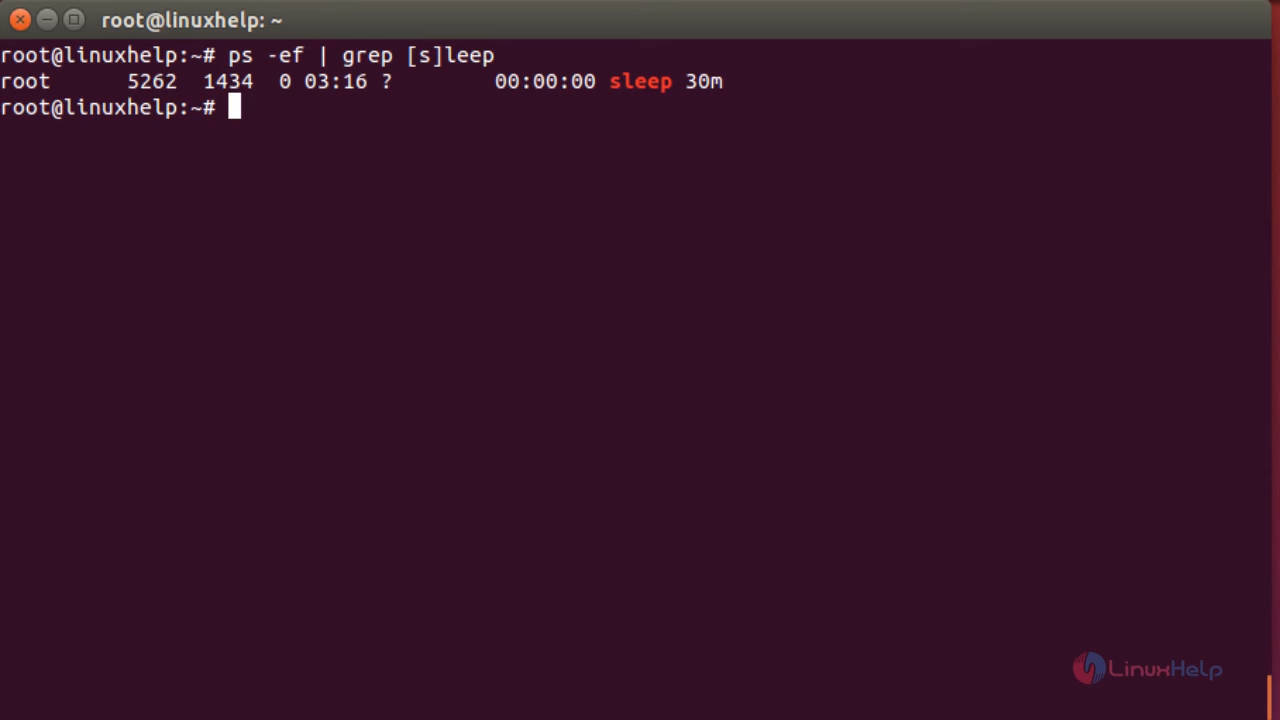 root@linuxhelp: ~
root@linuxhelp:~# ps -ef | grep [s]leep
root      5262  1434  0 03:16 ?        00:00:00 sleep 30m
root@linuxhelp:~#
LinuxHelp